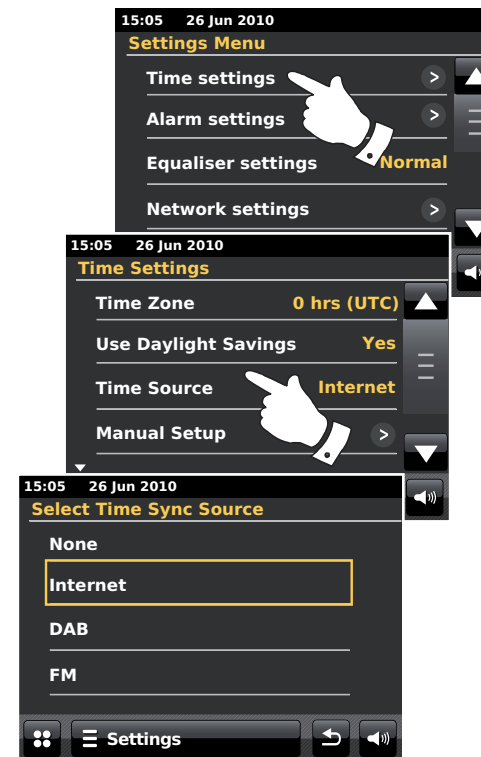 15:05 26 Jun 2010
Settings Menu
Time settings >
Alarm settings >
Equaliser settings Normal
Network settings >
15:05 26 Jun 2010
Time Settings
Time Zone 0 hrs (UTC)
Use Daylight Savings Yes
Time Source Internet
Manual Setup >
15:05 26 Jun 2010
Select Time Sync Source
None
Internet
DAB
FM
Settings